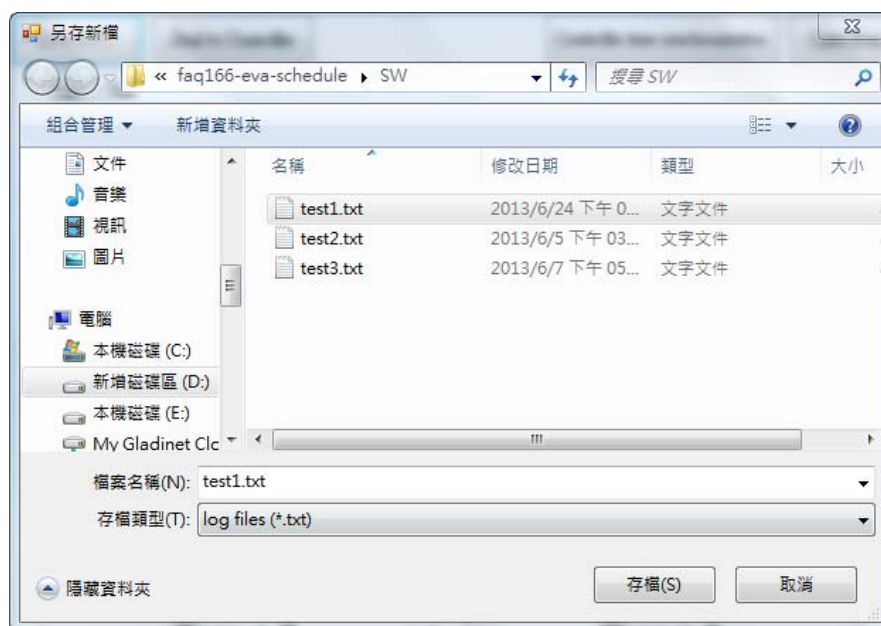 另存新檔
« faq166-eva-schedule ▸ SW
搜尋 SW
組合管理 ▼ 新增資料夾
文件
音樂
視訊
圖片
電腦
本機磁碟 (C:)
新增磁碟區 (D:)
本機磁碟 (E:)
My Gladinet Clc
名稱 修改日期 類型 大小
test1.txt 2013/6/24 下午 0... 文字文件
test2.txt 2013/6/5 下午 03... 文字文件
test3.txt 2013/6/7 下午 05... 文字文件
檔案名稱(N): test1.txt
存檔類型(T): log files (*.txt)
隱藏資料夾 存檔(S) 取消